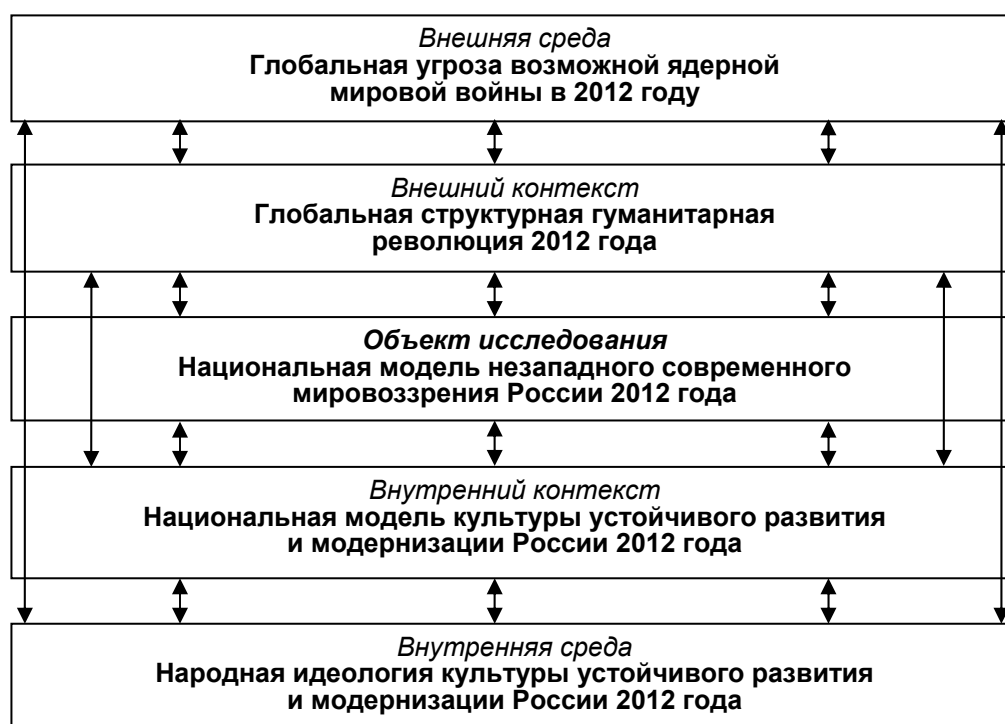 Внешняя среда
Глобальная угроза возможной ядерной
мировой войны в 2012 году
Внешний контекст
Глобальная структурная гуманитарная
революция 2012 года
Объект исследования
Национальная модель незападного современного
мировоззрения России 2012 года
Внутренний контекст
Национальная модель культуры устойчивого развития
и модернизации России 2012 года
Внутренняя среда
Народная идеология культуры устойчивого развития
и модернизации России 2012 года